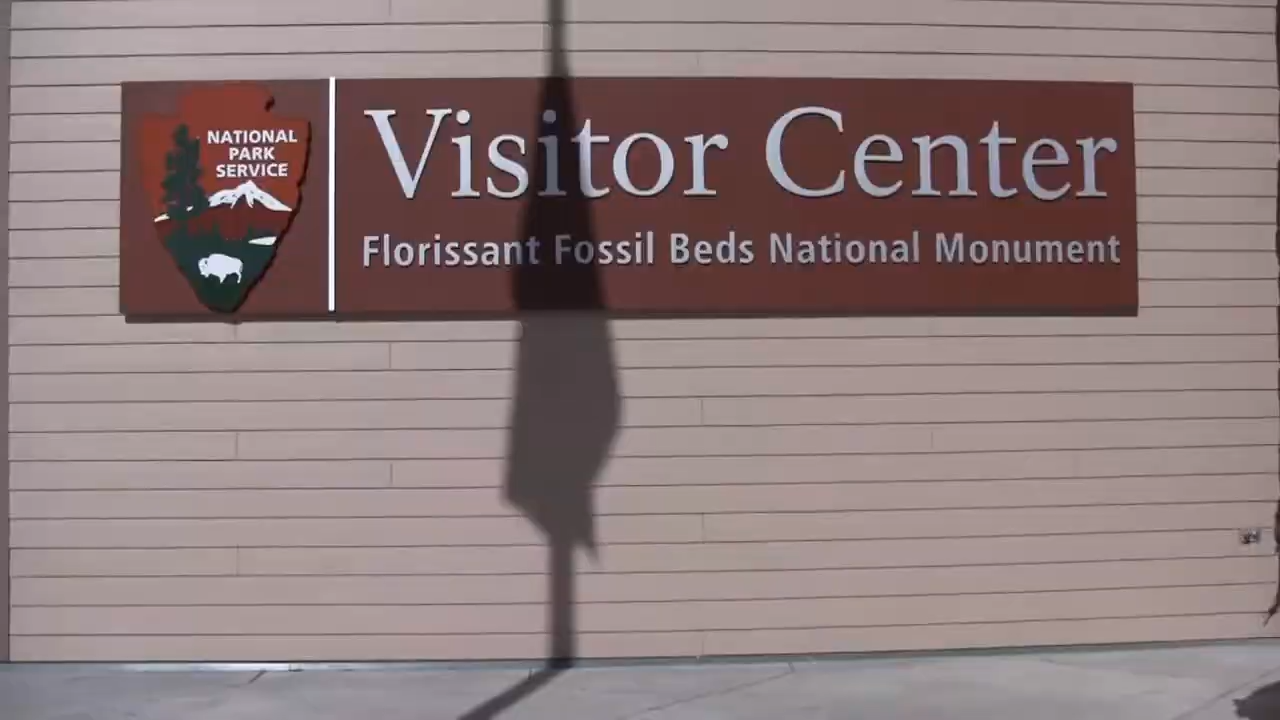 NATIONAL
PARK
SERVICE
Visitor Center
Florissant Fossil Beds National Monument